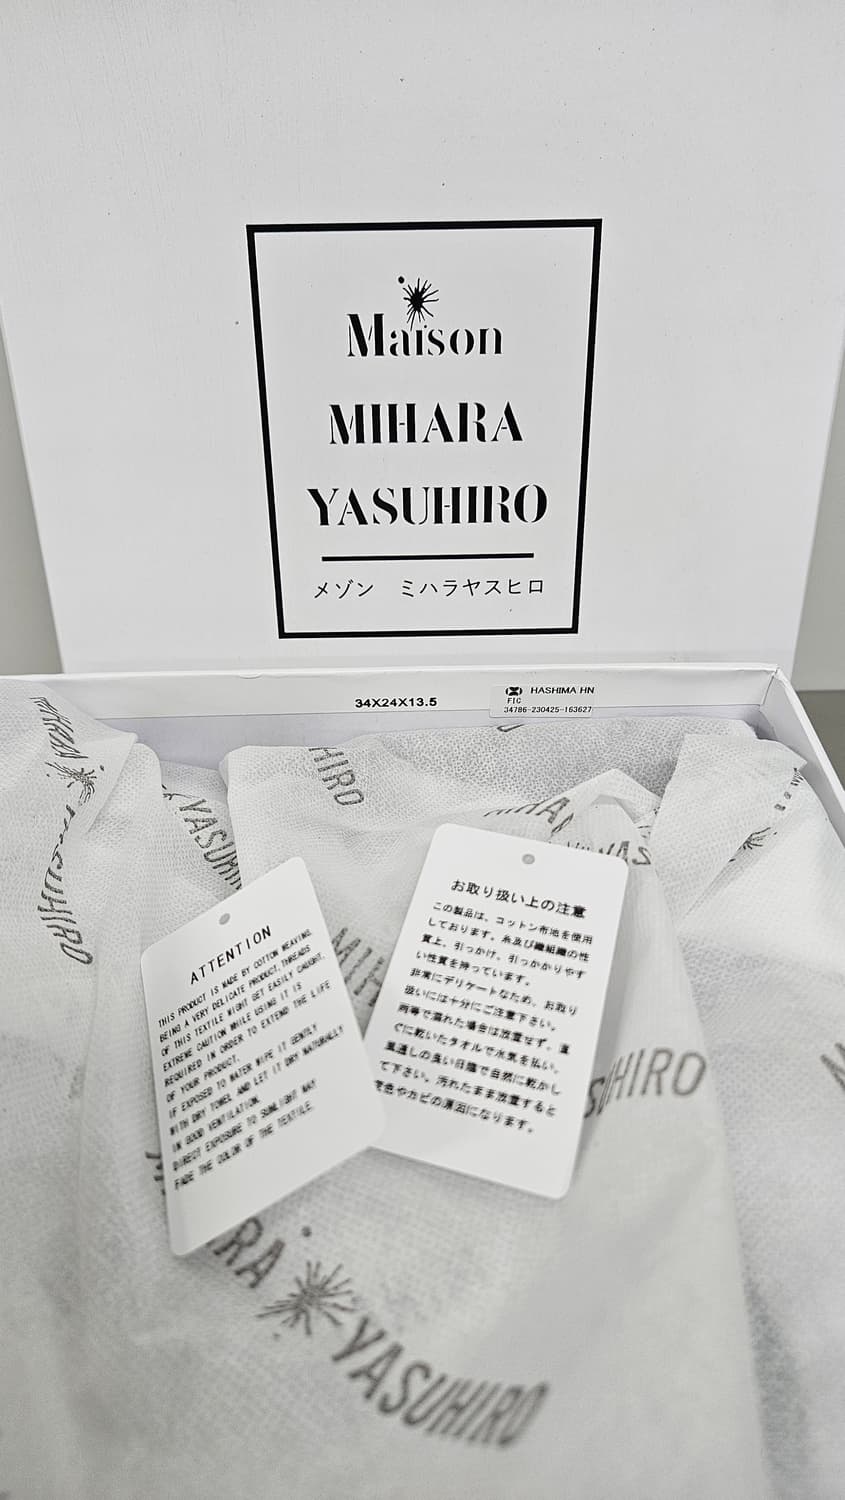 Maison
MIHARA
YASUHIRO
メゾン ミハラヤスヒロ
34X24X13.5
HASHIMA HN
FIC
34786-230425-163627
MIHARA
MIHIRO
YASUHI
HIRO
MIHA
YAS
ATTENTION
THIS PRODUCT IS MADE BY COTTON WEAVING.
BEING A VERY DELICATE PRODUCT, THREADS
OF THIS TEXTILE MIGHT GET EASILY CAUGHT.
EXTREME CAUTION WHILE USING IT IS
REQUIRED IN ORDER TO EXTEND THE LIFE
OF YOUR PRODUCT.
IF EXPOSED TO WATER WIPE IT GENTLY
WITH DRY TOWEL AND LET IT DRY NATURALLY
IN GOOD VENTILATION.
DIRECT EXPOSURE TO SUNLIGHT MAY
FADE THE COLOR OF THE TEXTILE.
お取り扱い上の注意
この製品は、コットン布地を使用
しております。糸及び繊組織の性
質上、引っかけ、引っかかりやす
い性質を持っています。
非常にデリケートなため、お取り
扱いには十分にご注意下さい。
雨等で濡れた場合は放置せず、直
ぐに乾いたタオルで水気を払い、
風通しの良い日陰で自然に乾かし
て下さい。汚れたまま放置すると
変色やカビの原因になります。
MIH
SUHIRO
ARA YASUHIRO